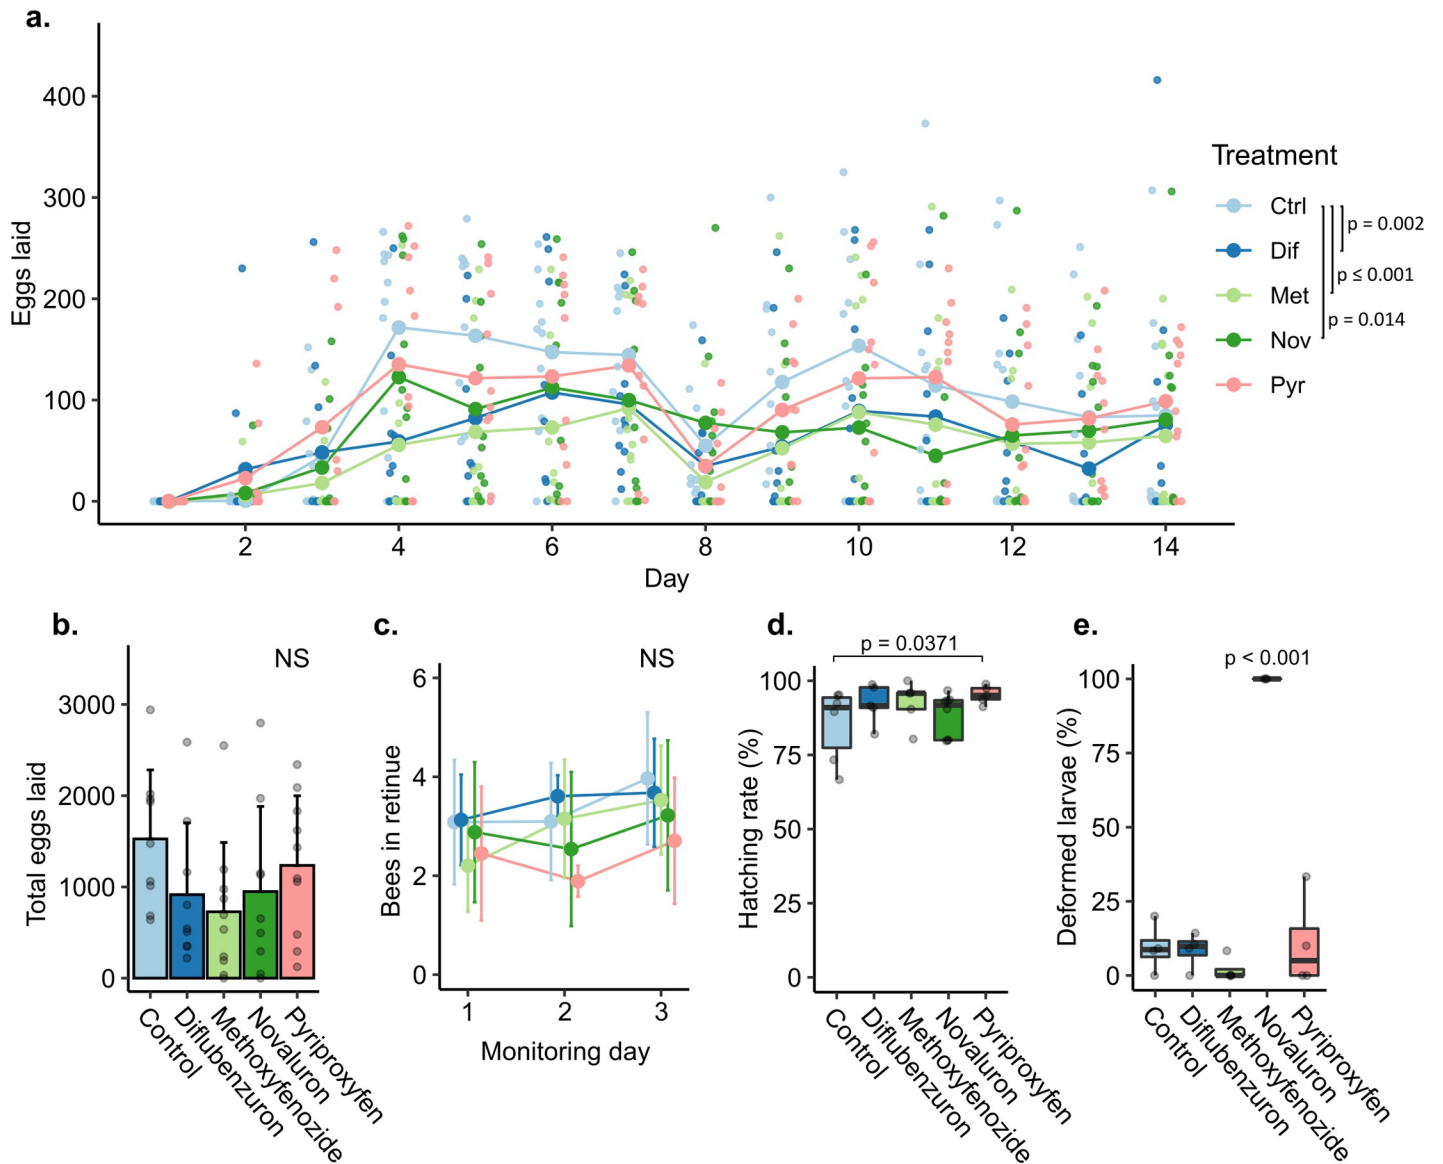 a.
Eggs laid
400
300
200
100
0
2 4 6 8 10 12 14
Day
Treatment
Ctrl
Dif
Met
Nov
Pyr
p = 0.002
p ≤ 0.001
p = 0.014
b.
NS
Total eggs laid
3000
2000
1000
0
Control
Diflubenzuron
Methoxyfenozide
Novaluron
Pyriproxyfen
c.
NS
Bees in retinue
6
4
2
0
1 2 3
Monitoring day
d.
p = 0.0371
Hatching rate (%)
100
75
50
25
0
Control
Diflubenzuron
Methoxyfenozide
Novaluron
Pyriproxyfen
e.
p < 0.001
Deformed larvae (%)
100
75
50
25
0
Control
Diflubenzuron
Methoxyfenozide
Novaluron
Pyriproxyfen